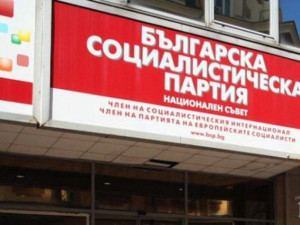 БЪЛГАРСКА
СОЦИАЛИСТИЧЕСКА
ПАРТИЯ
НАЦИОНАЛЕН СЪВЕТ
ЧЛЕН НА СОЦИАЛИСТИЧЕСКИЯ ИНТЕРНАЦИОНАЛ
ЧЛЕН НА ПАРТИЯТА НА ЕВРОПЕЙСКИТЕ СОЦИАЛИСТИ
www.bsp.bg